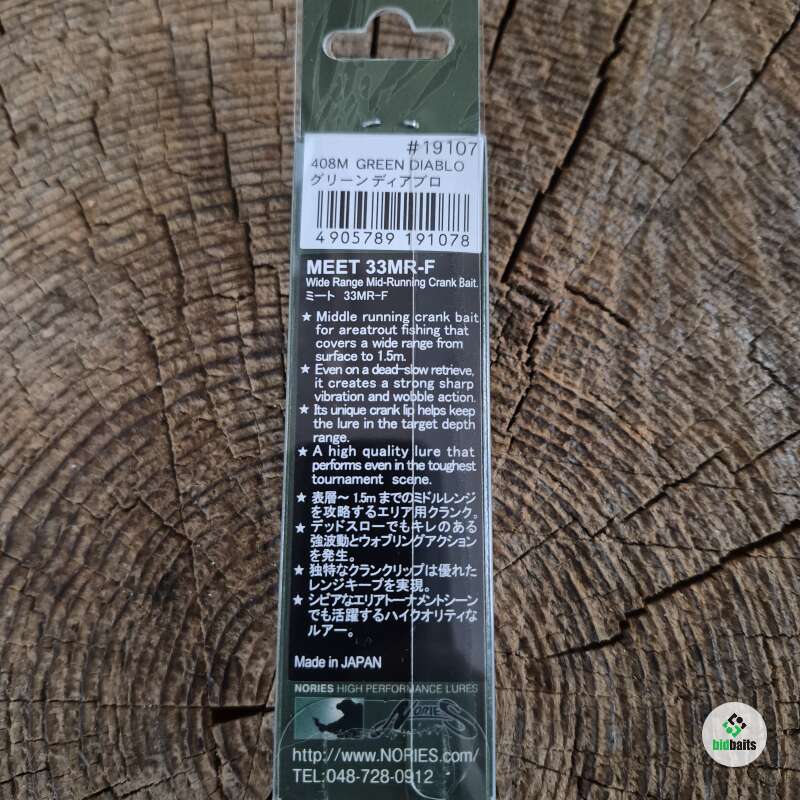 #19107
408M GREEN DIABLO
グリーンディアブロ
4 905789 191078
MEET 33MR-F
Wide Range Mid-Running Crank Bait.
ミート 33MR-F
★ Middle running crank bait
for areatrout fishing that
covers a wide range from
surface to 1.5m.
★ Even on a dead-slow retrieve,
it creates a strong sharp
vibration and wobble action.
★ Its unique crank lip helps keep
the lure in the target depth
range.
★ A high quality lure that
performs even in the toughest
tournament scene.
★ 表層～1.5mまでのミドルレンジ
を攻略するエリア用クランク。
★ デッドスローでもキレのある
強波動とウォブリングアクション
を発生。
★ 独特なクランクリップは優れた
レンジキープを実現。
★ シビアなエリアトーナメントシーン
でも活躍するハイクオリティな
ルアー。
Made in JAPAN
NORIES HIGH PERFORMANCE LURES
NORIES
http://www.NORIES.com/
TEL:048-728-0912
bidbaits